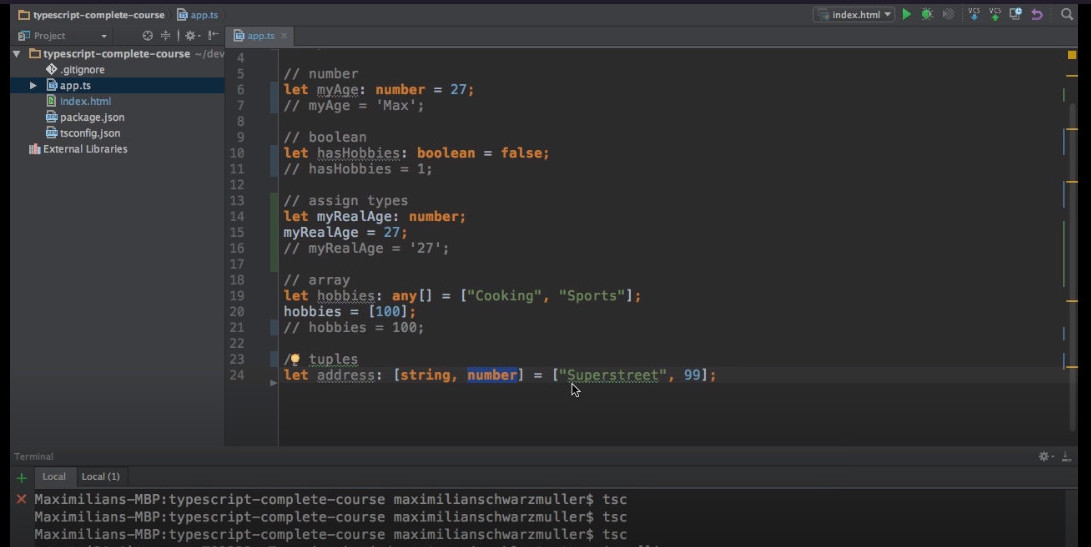 typescript-complete-course app.ts index.html VCS VCS
Project app.ts
typescript-complete-course ~/dev
.gitignore
app.ts
index.html
package.json
tsconfig.json
External Libraries
4
5 // number
6 let myAge: number = 27;
7 // myAge = 'Max';
8
9 // boolean
10 let hasHobbies: boolean = false;
11 // hasHobbies = 1;
12
13 // assign types
14 let myRealAge: number;
15 myRealAge = 27;
16 // myRealAge = '27';
17
18 // array
19 let hobbies: any[] = ["Cooking", "Sports"];
20 hobbies = [100];
21 // hobbies = 100;
22
23 / tuples
24 let address: [string, number] = ["Superstreet", 99];
Terminal
Local Local (1)
Maximilians-MBP:typescript-complete-course maximilianschwarzmuller$ tsc
Maximilians-MBP:typescript-complete-course maximilianschwarzmuller$ tsc
Maximilians-MBP:typescript-complete-course maximilianschwarzmuller$ tsc